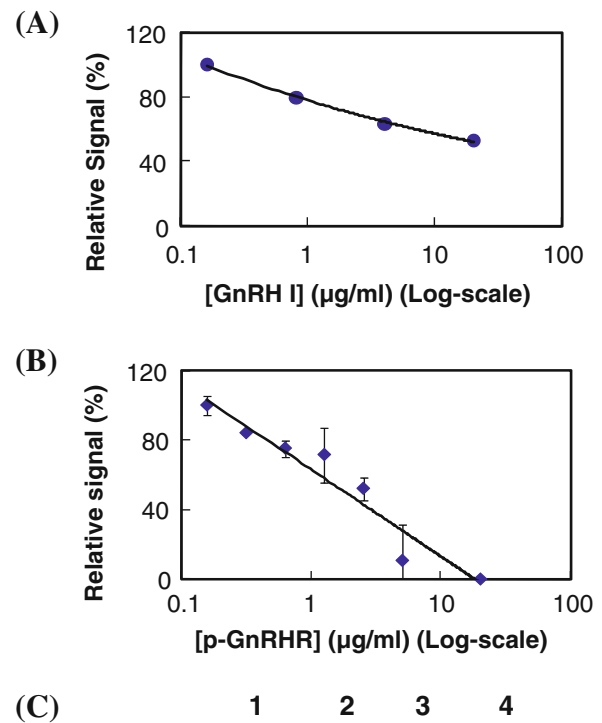 (A)
120
80
40
0
0.1 1 10 100
Relative Signal (%)
[GnRH I] (µg/ml) (Log-scale)
(B)
120
80
40
0
0.1 1 10 100
Relative signal (%)
[p-GnRHR] (µg/ml) (Log-scale)
(C) 1 2 3 4